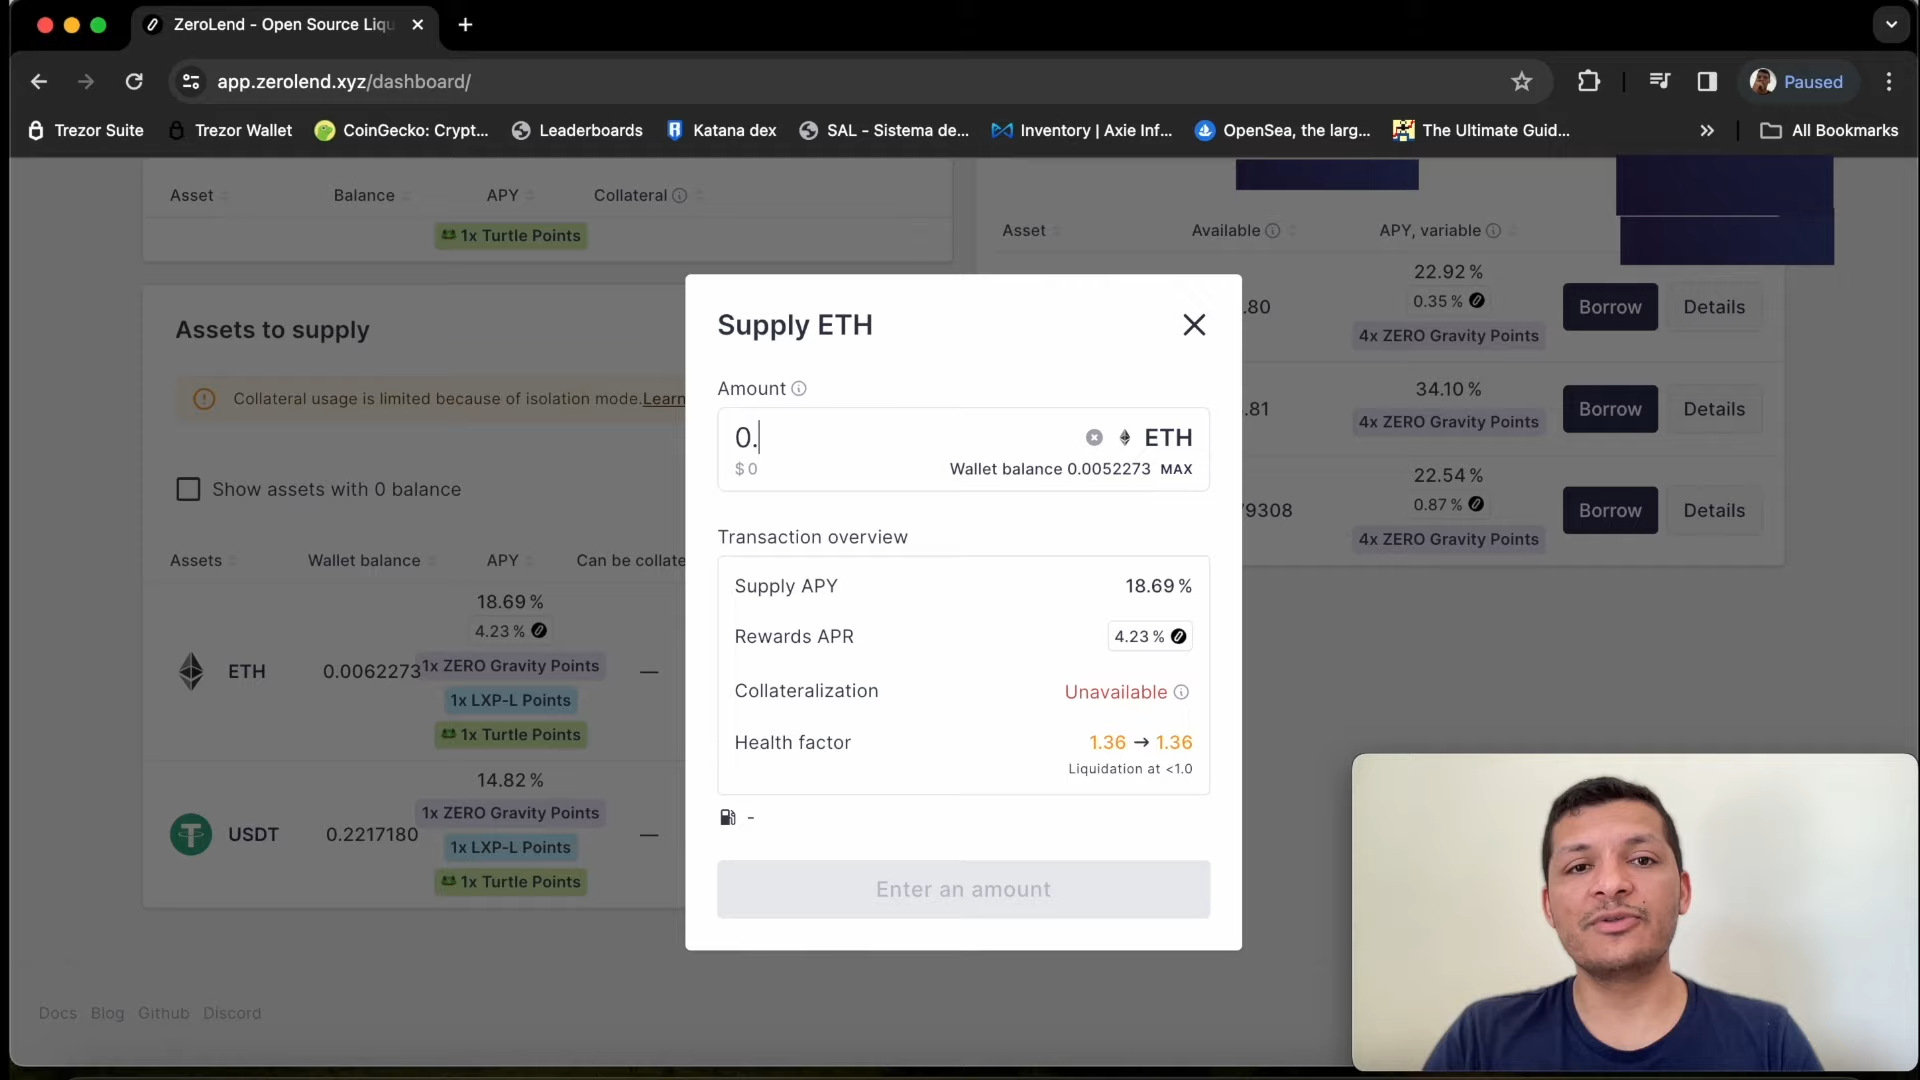 ZeroLend - Open Source Liqu
app.zerolend.xyz/dashboard/
Paused
Trezor Suite
Trezor Wallet
CoinGecko: Crypt...
Leaderboards
Katana dex
SAL - Sistema de...
Inventory | Axie Inf...
OpenSea, the larg...
The Ultimate Guid...
All Bookmarks
Asset Balance APY Collateral
1x Turtle Points
Assets to supply
Collateral usage is limited because of isolation mode.Learn
Show assets with 0 balance
Assets Wallet balance APY Can be collate
18.69 %
4.23 %
ETH 0.0062273 1x ZERO Gravity Points —
1x LXP-L Points
1x Turtle Points
14.82 %
1x ZERO Gravity Points
USDT 0.2217180 —
1x LXP-L Points
1x Turtle Points
Supply ETH
Amount
0. ETH
$ 0 Wallet balance 0.0052273 MAX
Transaction overview
Supply APY 18.69 %
Rewards APR 4.23 %
Collateralization Unavailable
Health factor 1.36 → 1.36
Liquidation at <1.0
-
Enter an amount
Asset Available APY, variable
22.92 %
.80 0.35 % Borrow Details
4x ZERO Gravity Points
34.10 %
.81 Borrow Details
4x ZERO Gravity Points
22.54 %
79308 0.87 % Borrow Details
4x ZERO Gravity Points
Docs Blog Github Discord